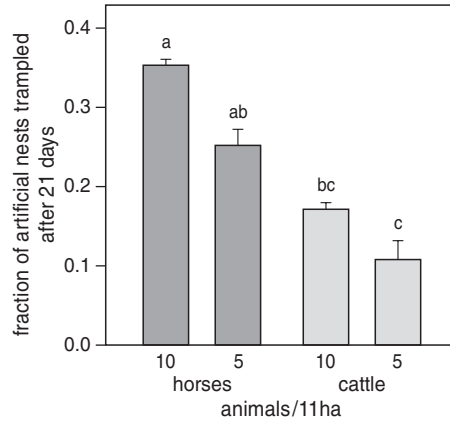 fraction of artificial nests trampled
after 21 days
0.4
0.3
0.2
0.1
0.0
a
ab
bc
c
10 5 10 5
horses cattle
animals/11ha